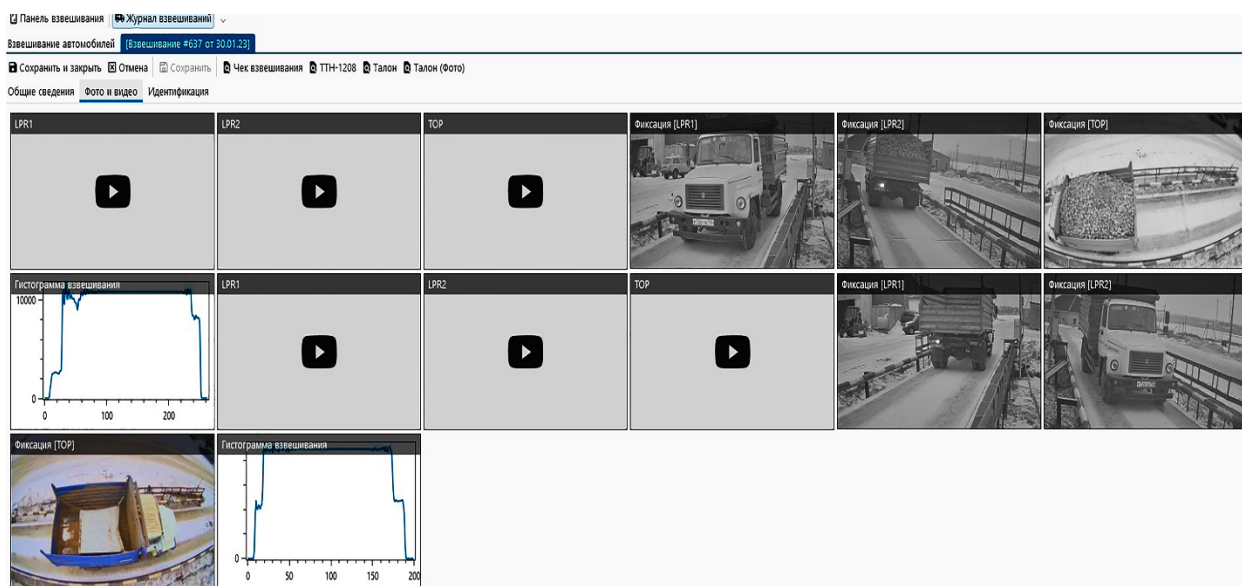 Панель взвешивания Журнал взвешиваний
Взвешивание автомобилей [Взвешивание #637 от 30.01.23]
Сохранить и закрыть Отмена Сохранить Чек взвешивания ТТН-1208 Талон Талон (Фото)
Общие сведения Фото и видео Идентификация
LPR1 LPR2 TOP Фиксация [LPR1] Фиксация [LPR2] Фиксация [TOP]
Гистограмма взвешивания LPR1 LPR2 TOP Фиксация [LPR1] Фиксация [LPR2]
10000
0
0 100 200
Фиксация [TOP] Гистограмма взвешивания
0
0 50 100 150 200